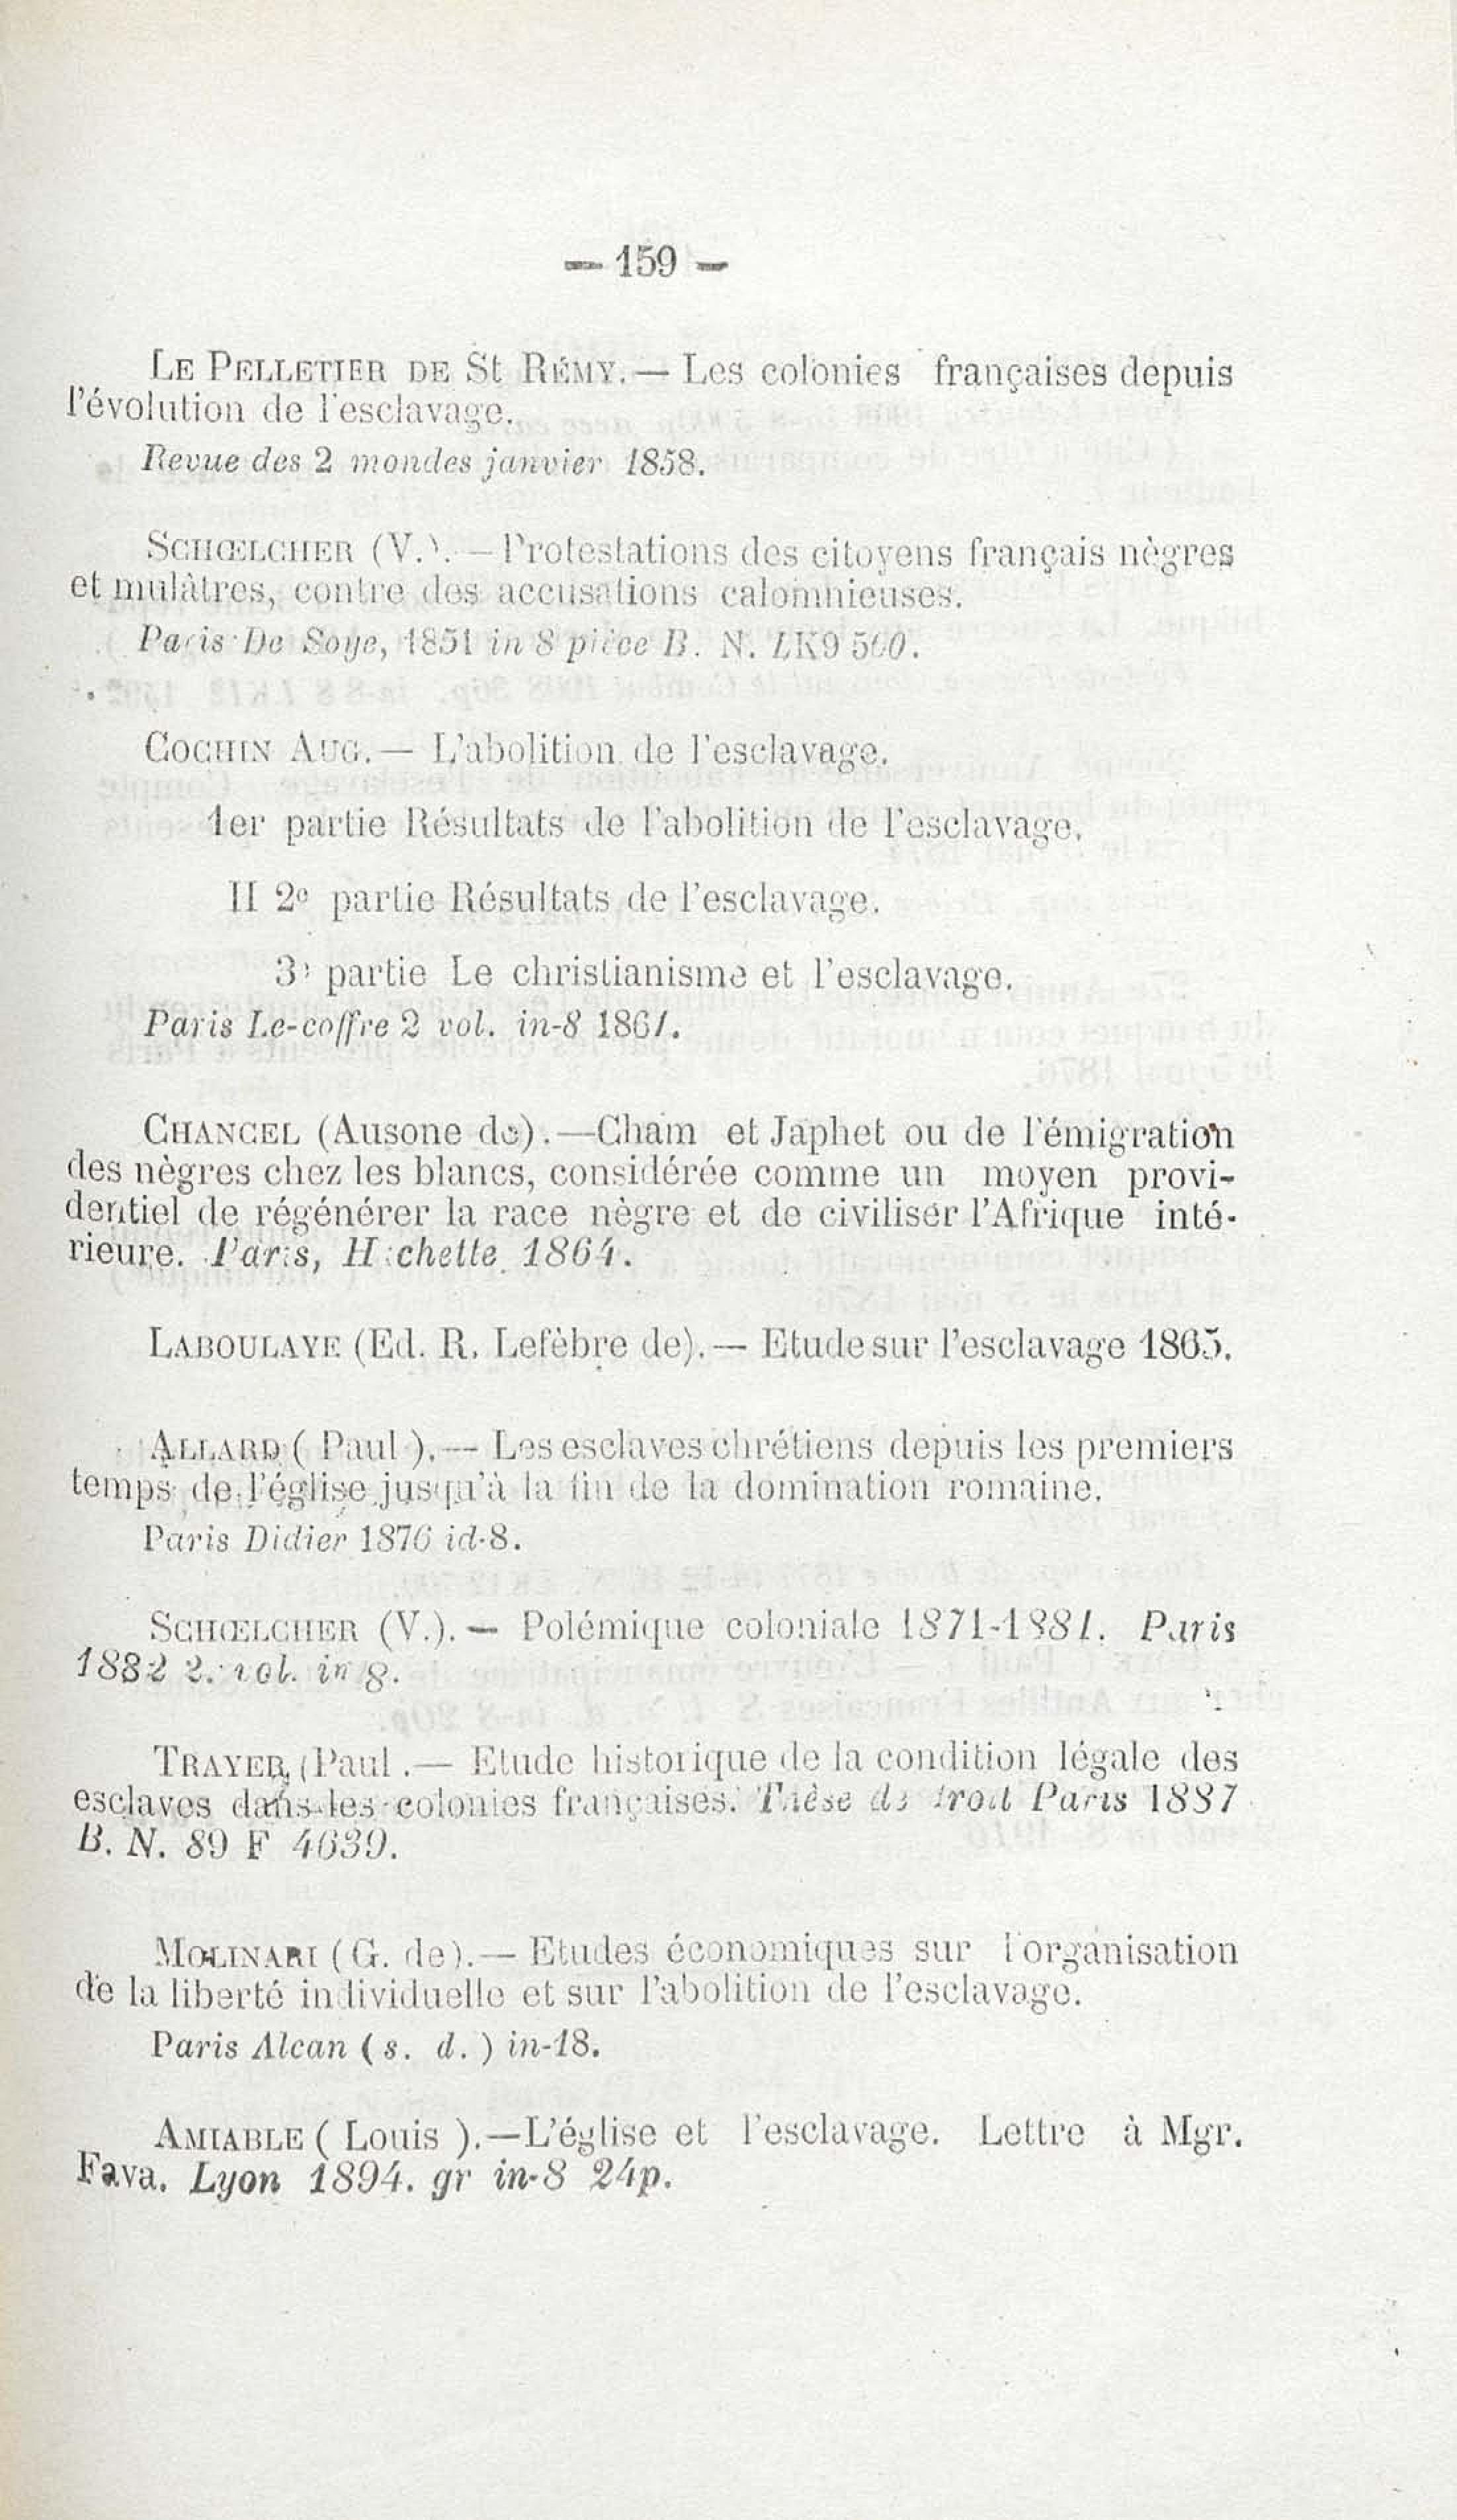 — 159 —
LE PELLETIER DE St RÉMY. — Les colonies françaises depuis
l'évolution de l'esclavage.
Revue des 2 mondes janvier 1858.
SCHŒLCHER (V.). — Protestations des citoyens français nègres
et mulâtres, contre des accusations calomnieuses.
Paris De Soye, 1851 in 8 pièce B. N. LK9 560.
COCHIN AUG. — L'abolition de l'esclavage.
1er partie Résultats de l'abolition de l'esclavage.
II 2e partie Résultats de l'esclavage.
3e partie Le christianisme et l'esclavage.
Paris Le-coffre 2 vol. in-8 1861.
CHANCEL (Ausone de). — Cham et Japhet ou de l'émigration
des nègres chez les blancs, considérée comme un moyen provi-
dentiel de régénérer la race nègre et de civiliser l'Afrique inté-
rieure. Paris, Hachette 1864.
LABOULAYE (Ed. R. Lefèbre de). — Etude sur l'esclavage 1865.
ALLARD ( Paul ). — Les esclaves chrétiens depuis les premiers
temps de l'église jusqu'à la fin de la domination romaine.
Paris Didier 1876 id-8.
SCHŒLCHER (V.). — Polémique coloniale 1871-1881. Paris
1882 2. vol. in 8.
TRAYER (Paul . — Etude historique de la condition légale des
esclaves dans les colonies françaises. Thèse de droit Paris 1887
B. N. 89 F 4639.
MOLINARI (G. de). — Etudes économiques sur l'organisation
de la liberté individuelle et sur l'abolition de l'esclavage.
Paris Alcan ( s. d. ) in-18.
AMIABLE ( Louis ). — L'église et l'esclavage. Lettre à Mgr.
Fava. Lyon 1894. gr in-8 24p.